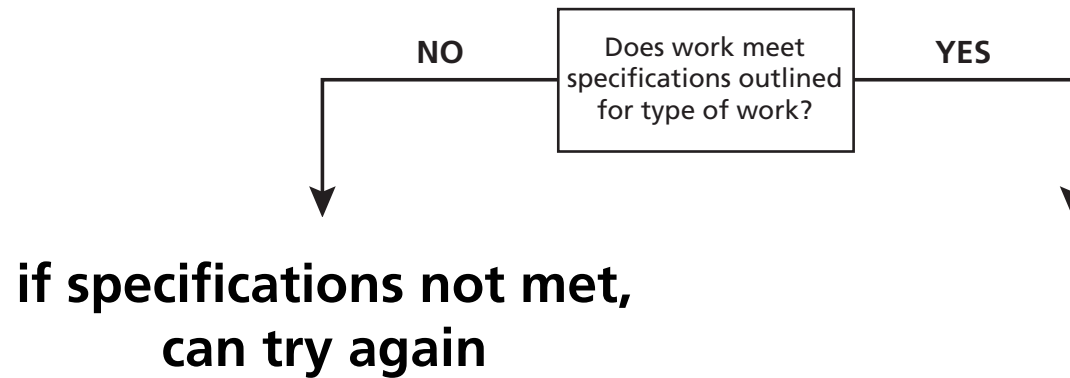 NO
Does work meet
specifications outlined
for type of work?
YES
if specifications not met,
can try again